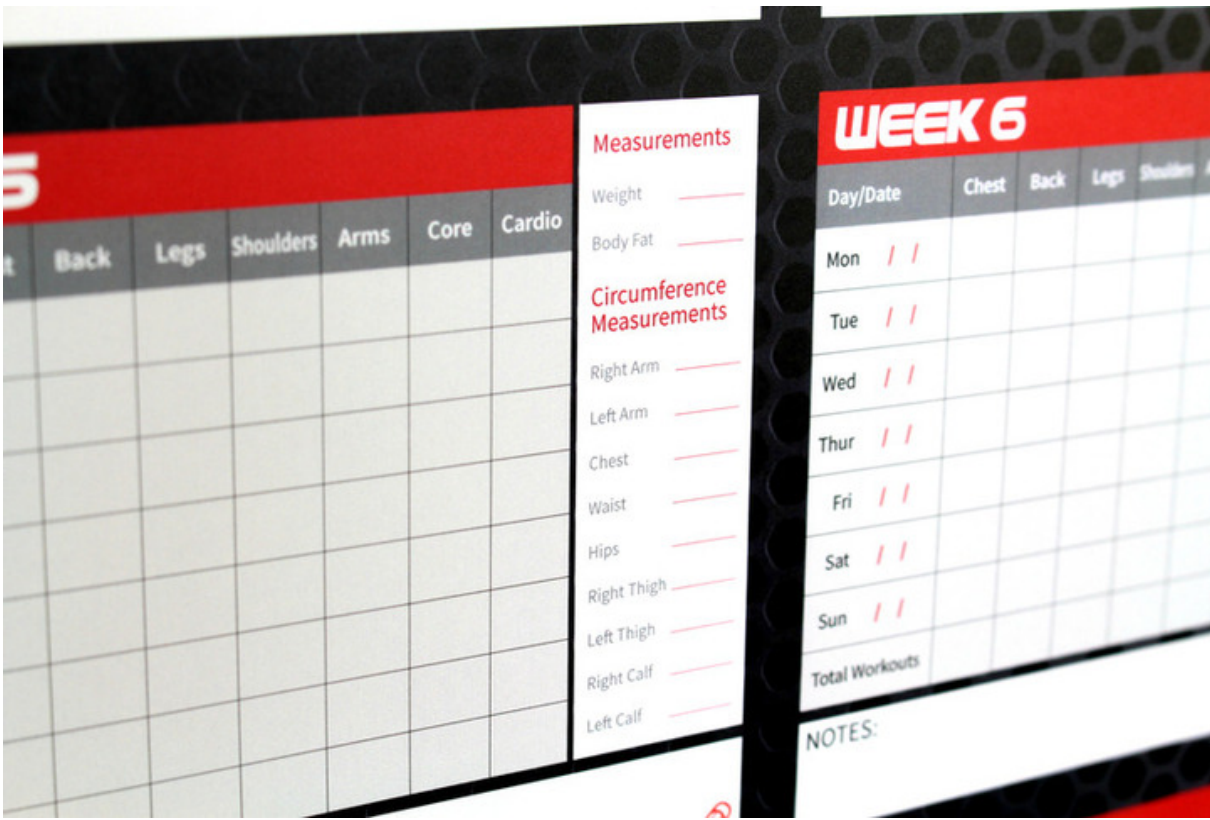 5
Back Legs Shoulders Arms Core Cardio
Measurements
Weight
Body Fat
Circumference
Measurements
Right Arm
Left Arm
Chest
Waist
Hips
Right Thigh
Left Thigh
Right Calf
Left Calf
WEEK 6
Day/Date Chest Back Legs Shoulders
Mon / /
Tue / /
Wed / /
Thur / /
Fri / /
Sat / /
Sun / /
Total Workouts
NOTES: